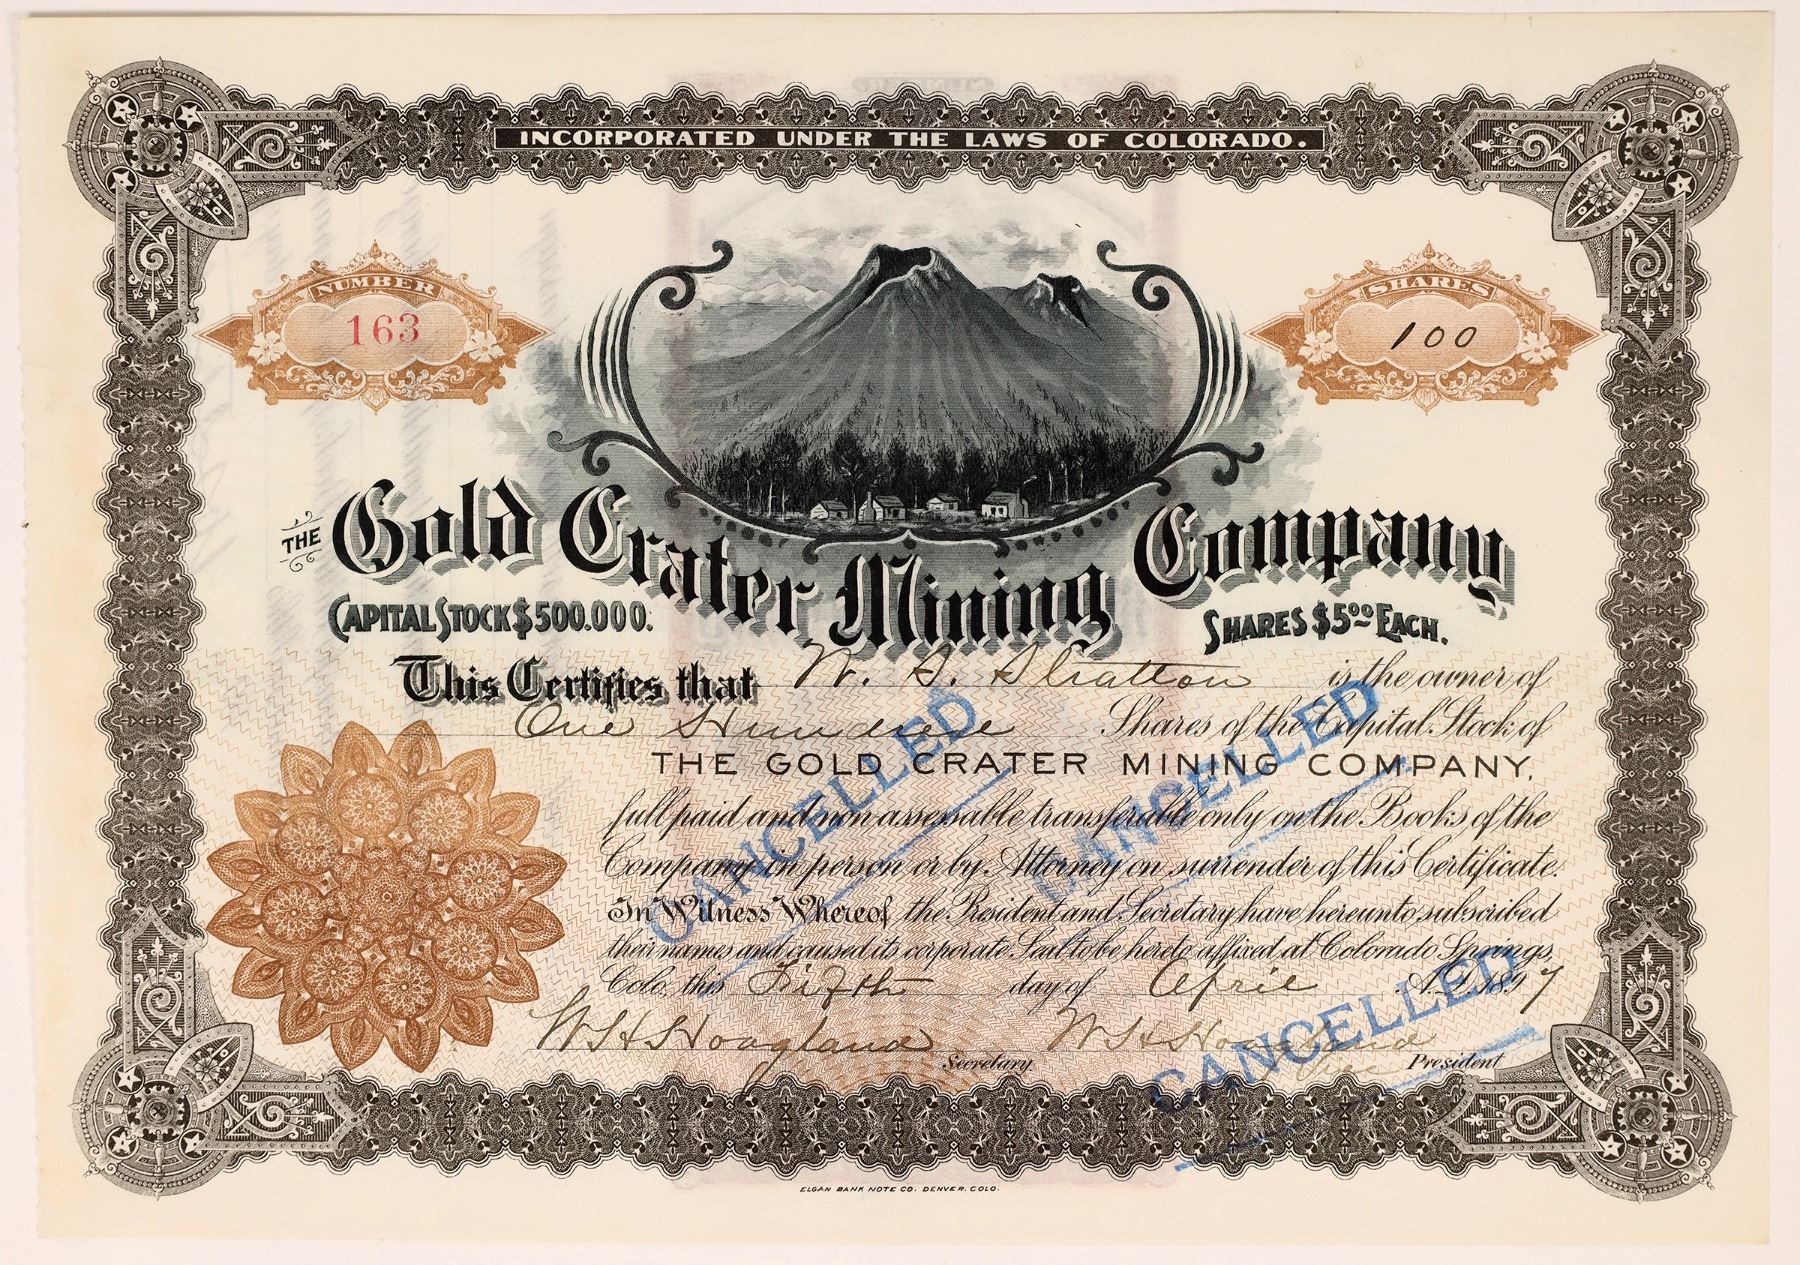 INCORPORATED UNDER THE LAWS OF COLORADO.
NUMBER
163
SHARES
100
THE Gold Crater Mining Company
CAPITAL STOCK $500.000.
SHARES $5.00 EACH.
This Certifies that W. S. Stratton is the owner of
One Hundred Shares of the Capital Stock of
THE GOLD CRATER MINING COMPANY,
full paid and non assessable transferable only on the Books of the
Company in person or by Attorney on surrender of this Certificate.
In Witness Whereof the President and Secretary have hereunto subscribed
their names and caused its corporate Seal to be hereto affixed at Colorado Springs,
Colo, this Fifth day of April A.D. 1897
W H Hoagland Secretary.
W H Hoagland Vice President
CANCELLED
CANCELLED
CANCELLED
ELGAN BANK NOTE CO. DENVER. COLO.